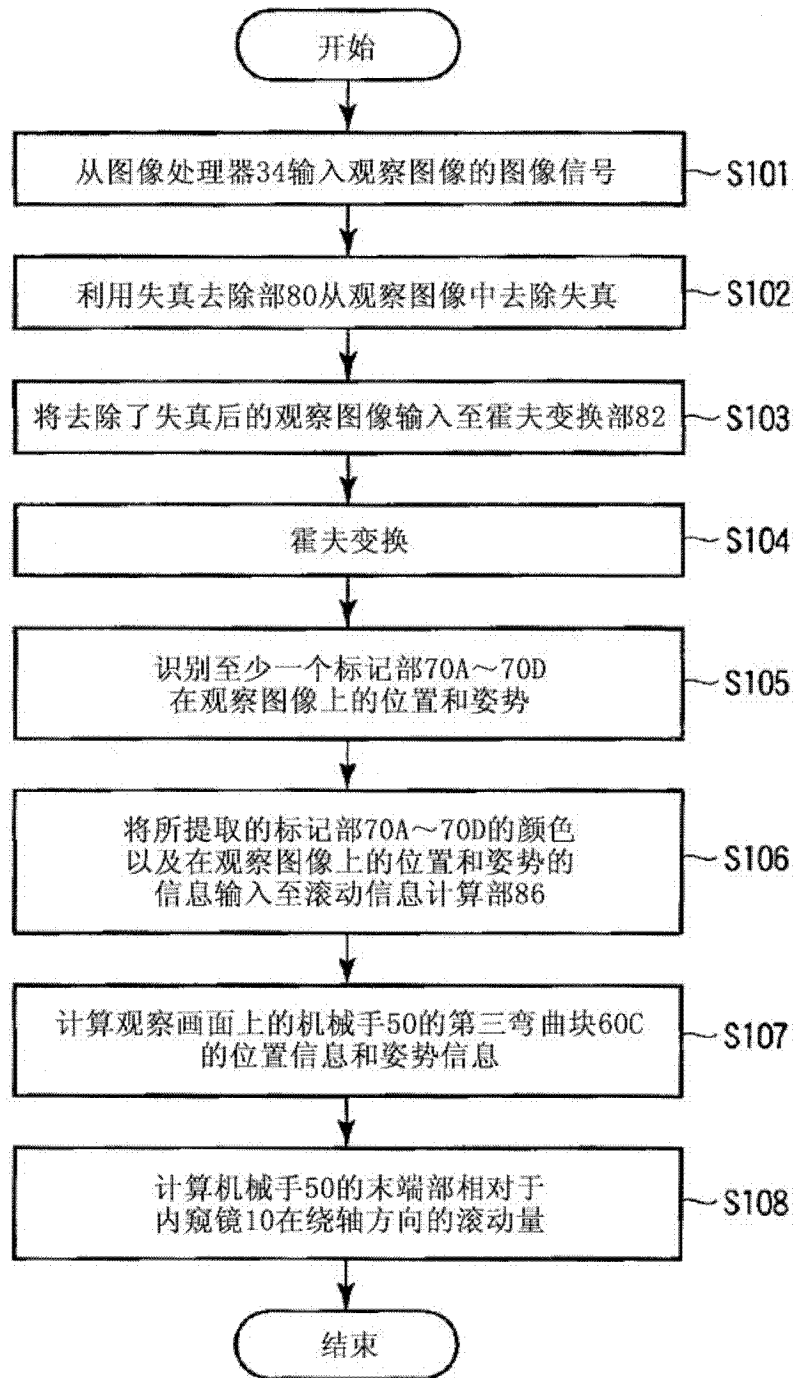 开始
从图像处理器34输入观察图像的图像信号
S101
利用失真去除部80从观察图像中去除失真
S102
将去除了失真后的观察图像输入至霍夫变换部82
S103
霍夫变换
S104
识别至少一个标记部70A～70D
在观察图像上的位置和姿势
S105
将所提取的标记部70A～70D的颜色
以及在观察图像上的位置和姿势的
信息输入至滚动信息计算部86
S106
计算观察画面上的机械手50的第三弯曲块60C
的位置信息和姿势信息
S107
计算机械手50的末端部相对于
内窥镜10在绕轴方向的滚动量
S108
结束